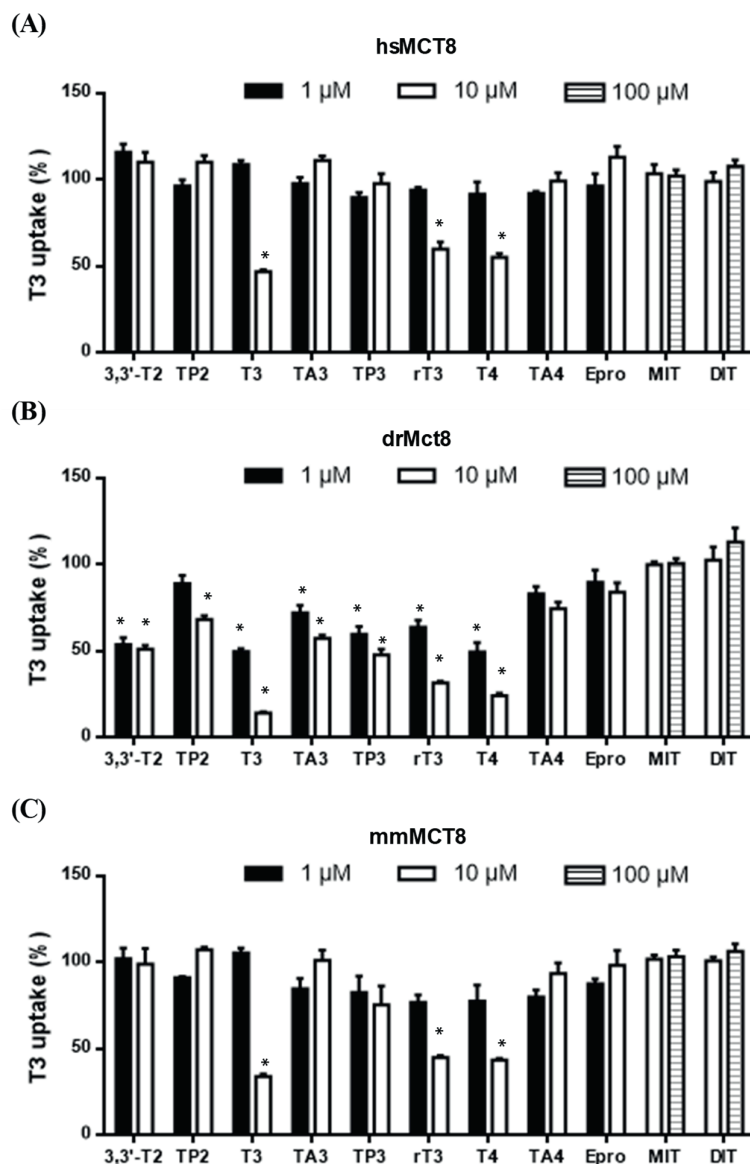 (A)
hsMCT8
1 µM 10 µM 100 µM
150
100
50
0
T3 uptake (%)
* * *
3,3'-T2 TP2 T3 TA3 TP3 rT3 T4 TA4 Epro MIT DIT
(B)
drMct8
1 µM 10 µM 100 µM
150
100
50
0
T3 uptake (%)
* * * * * * * * * * * * * *
3,3'-T2 TP2 T3 TA3 TP3 rT3 T4 TA4 Epro MIT DIT
(C)
mmMCT8
1 µM 10 µM 100 µM
150
100
50
0
T3 uptake (%)
* * *
3,3'-T2 TP2 T3 TA3 TP3 rT3 T4 TA4 Epro MIT DIT